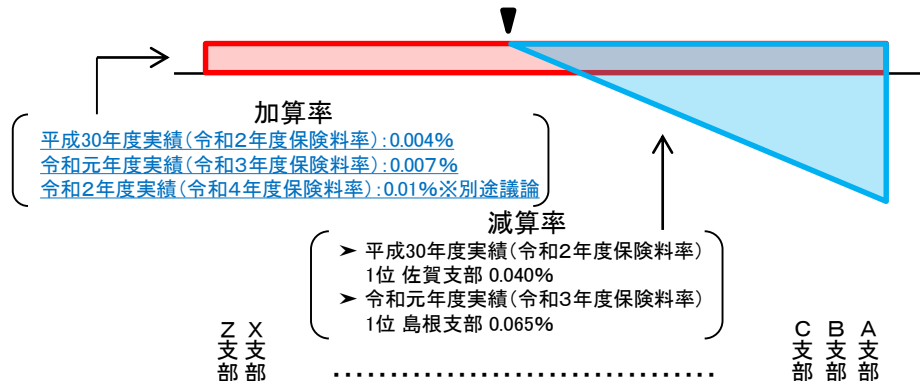 加算率
平成30年度実績(令和2年度保険料率):0.004%
令和元年度実績(令和3年度保険料率):0.007%
令和2年度実績(令和4年度保険料率):0.01%※別途議論
減算率
➤ 平成30年度実績(令和2年度保険料率)
1位 佐賀支部 0.040%
➤ 令和元年度実績(令和3年度保険料率)
1位 島根支部 0.065%
Z支部
X支部
C支部
B支部
A支部